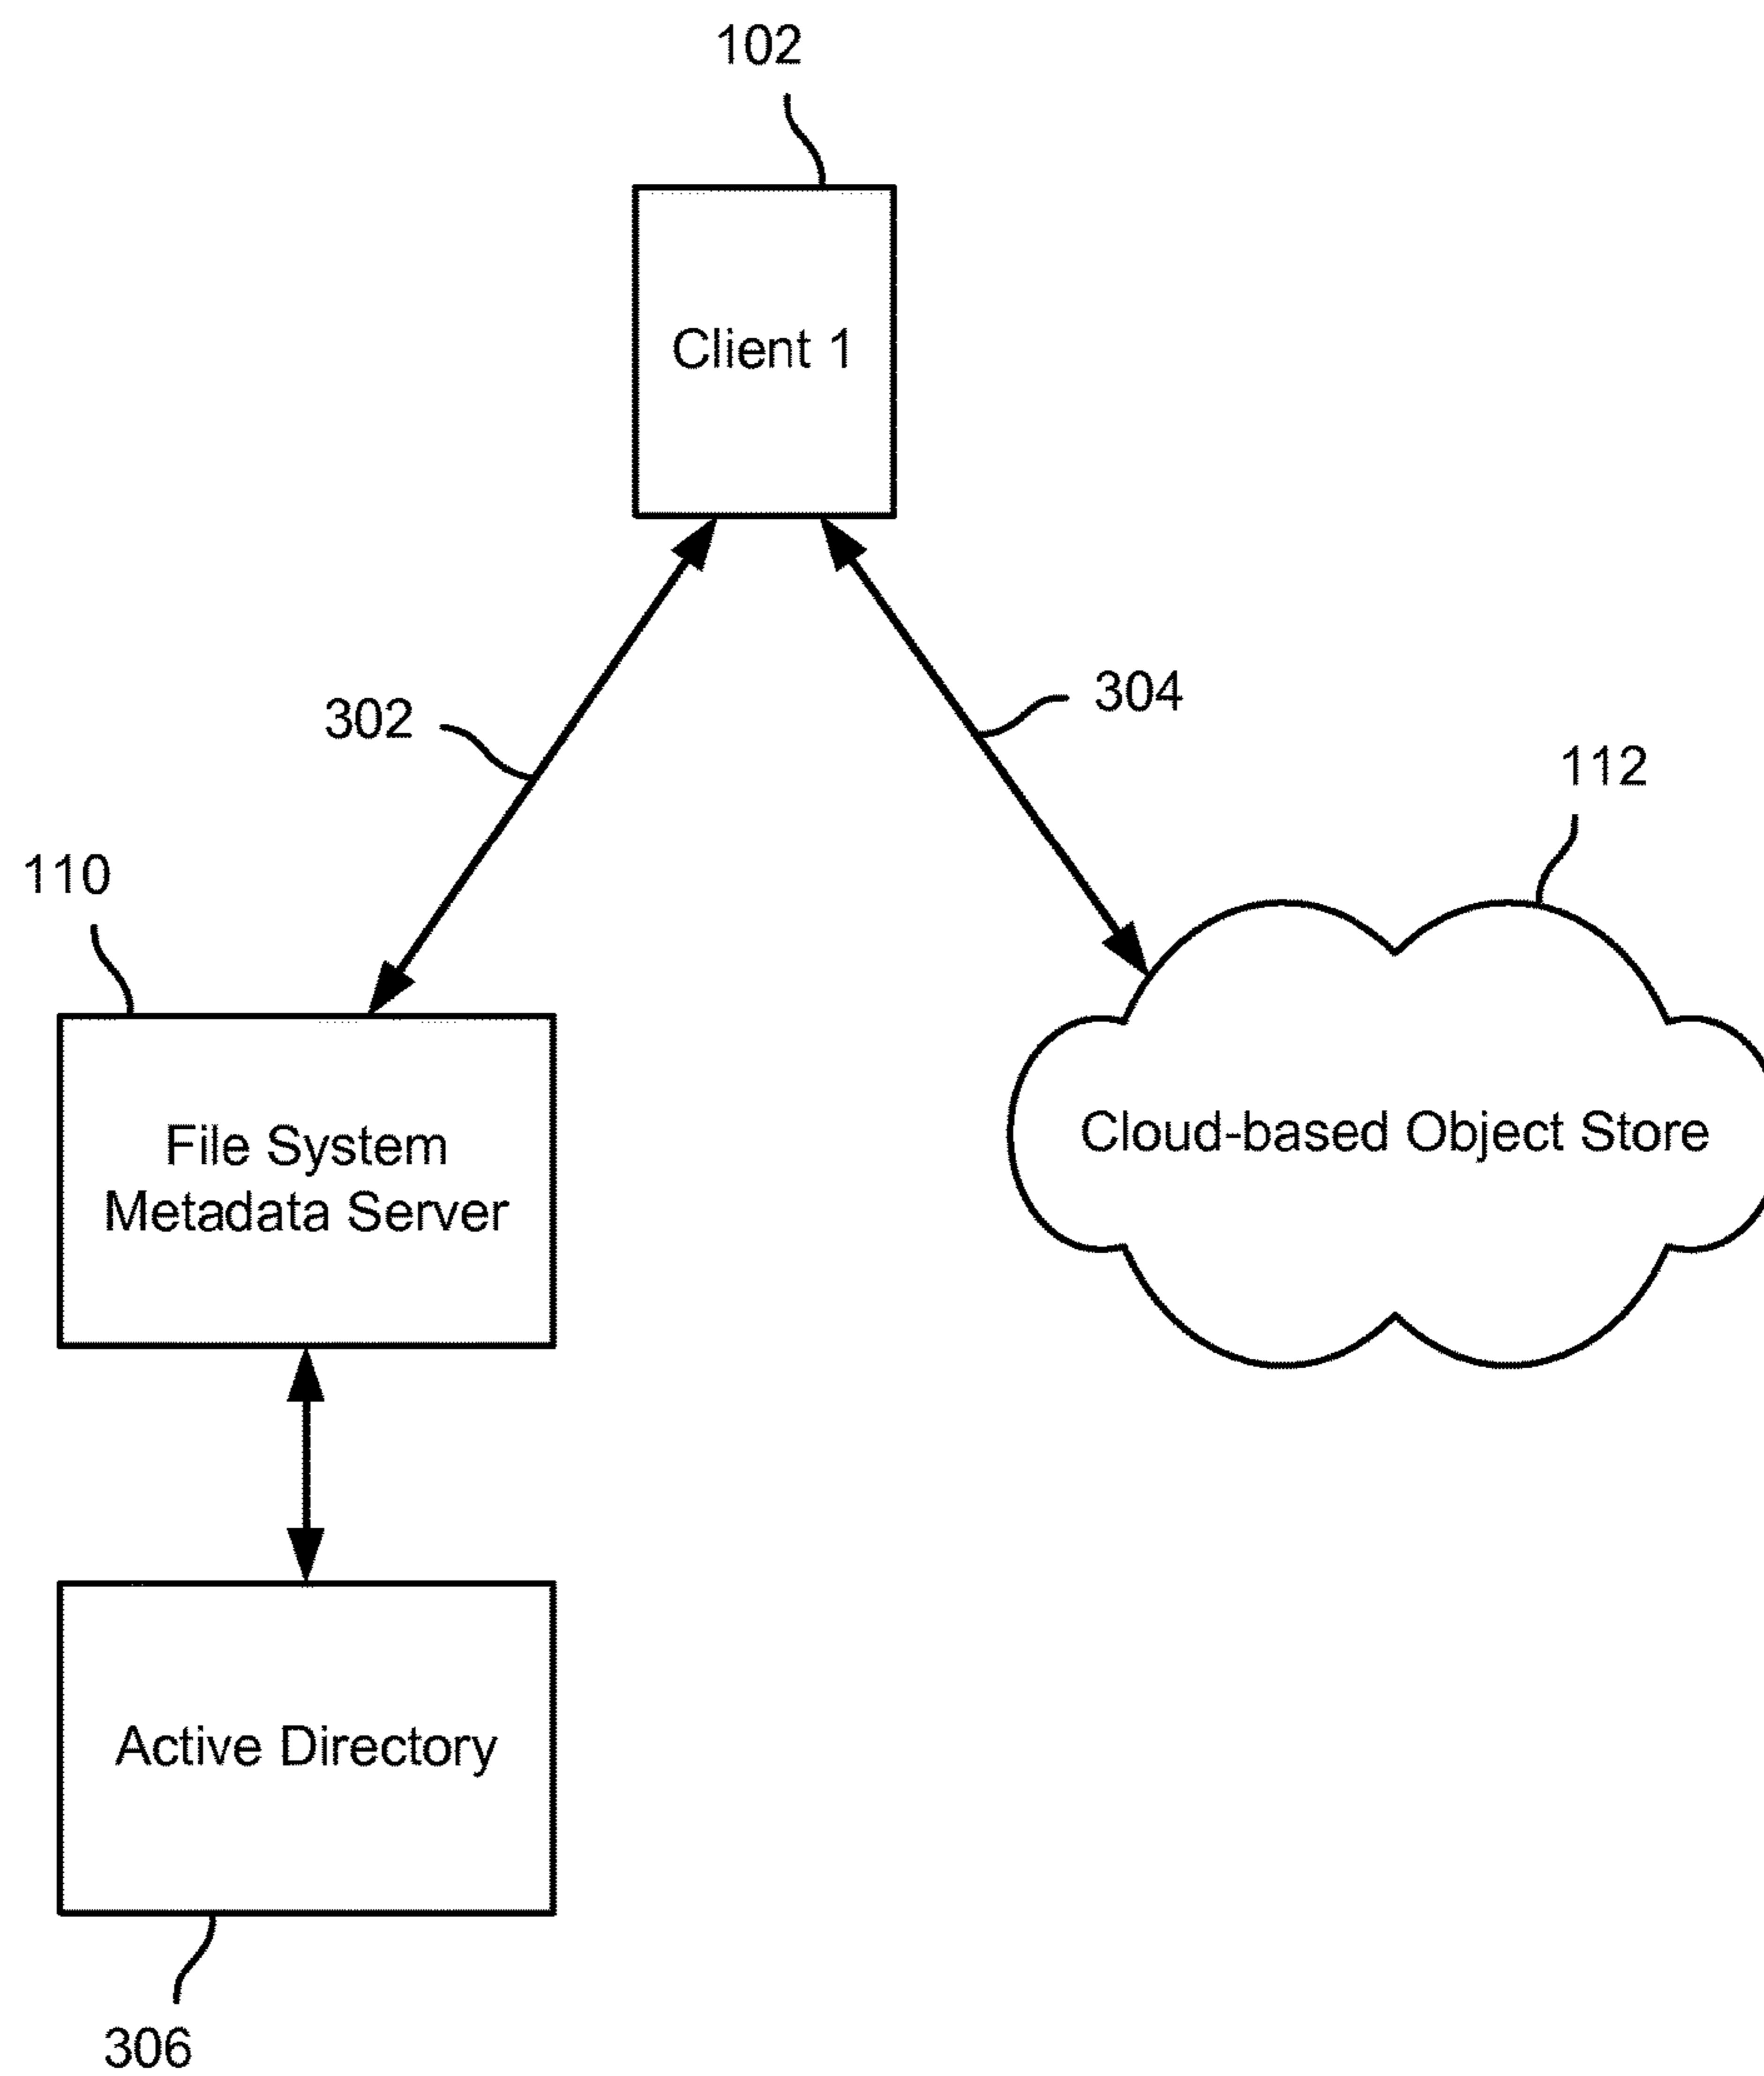 102
Client 1
302
304
112
110
File System
Metadata Server
Cloud-based Object Store
Active Directory
306